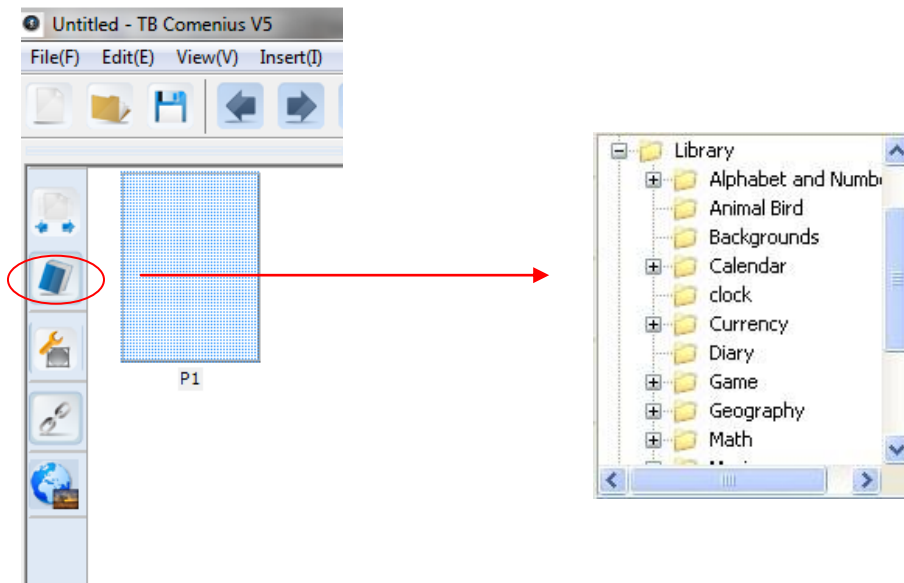 Untitled - TB Comenius V5
File(F) Edit(E) View(V) Insert(I)
P1
Library
Alphabet and Numb
Animal Bird
Backgrounds
Calendar
clock
Currency
Diary
Game
Geography
Math